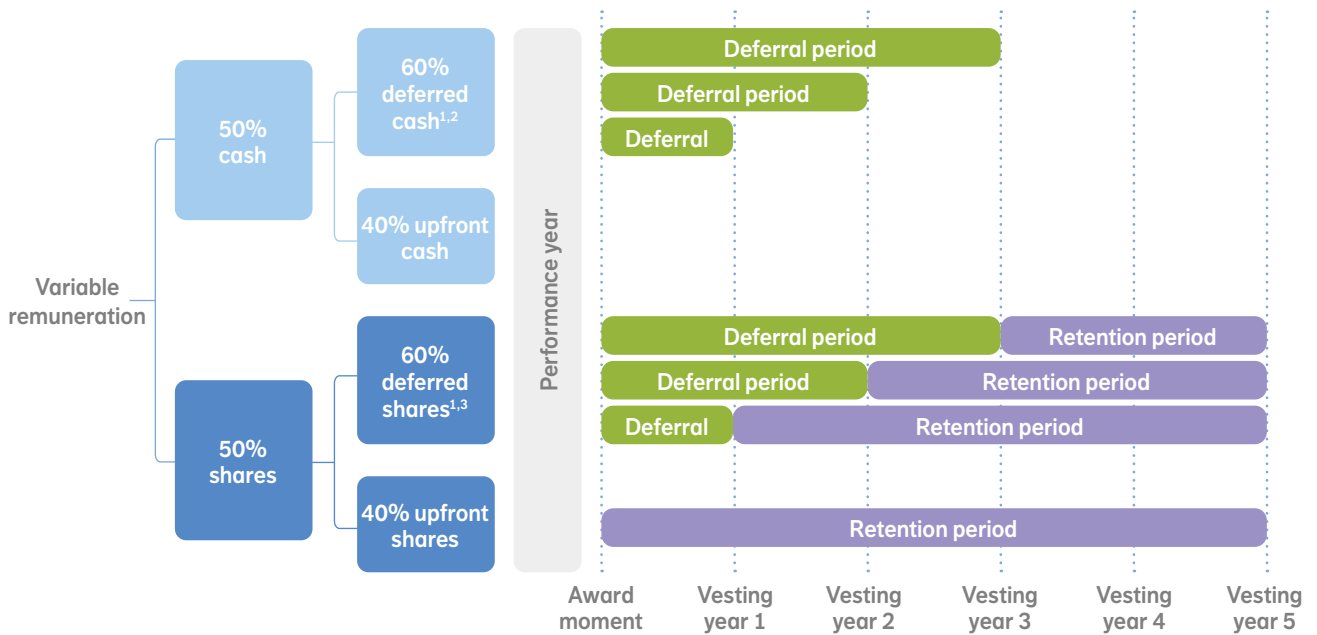 Variable
remuneration
50%
cash
60%
deferred
cash1,2
40% upfront
cash
50%
shares
60%
deferred
shares1,3
40% upfront
shares
Performance year
Deferral period
Deferral period
Deferral
Deferral period
Retention period
Deferral period
Retention period
Deferral
Retention period
Retention period
Award
moment
Vesting
year 1
Vesting
year 2
Vesting
year 3
Vesting
year 4
Vesting
year 5